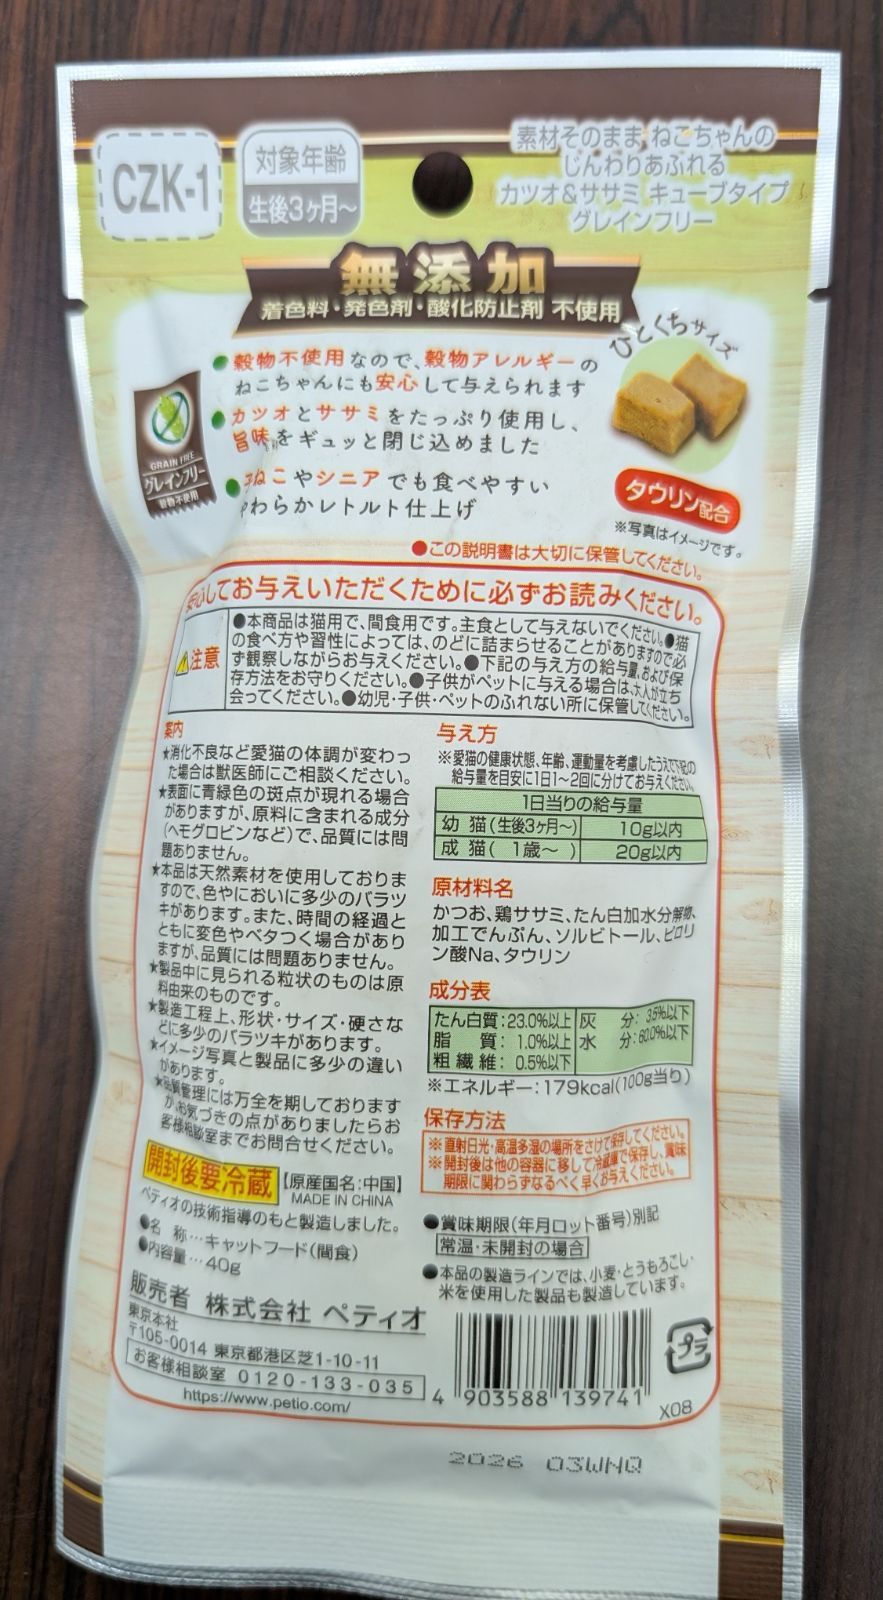 CZK-1
対象年齢
生後3ヶ月~
素材そのまま ねこちゃんの
じんわりあふれる
カツオ&ササミ キューブタイプ
グレインフリー
無添加
着色料・発色剤・酸化防止剤 不使用
ひとくちサイズ
●穀物不使用なので、穀物アレルギーの
ねこちゃんにも安心して与えられます
●カツオとササミをたっぷり使用し、
旨味をギュッと閉じ込めました
●子ねこやシニアでも食べやすい
やわらかレトルト仕上げ
GRAIN FREE
グレインフリー
穀物不使用
タウリン配合
※写真はイメージです。
●この説明書は大切に保管してください。
安心してお与えいただくために必ずお読みください。
注意
●本商品は猫用で、間食用です。主食として与えないでください。●猫
の食べ方や習性によっては、のどに詰まらせることがありますので必
ず観察しながらお与えください。●下記の与え方の給与量、および保
存方法をお守りください。●子供がペットに与える場合は、大人が立ち
会ってください。●幼児・子供・ペットのふれない所に保管してください。
案内
★消化不良など愛猫の体調が変わっ
た場合は獣医師にご相談ください。
★表面に青緑色の斑点が現れる場合
がありますが、原料に含まれる成分
(ヘモグロビンなど)で、品質には問
題ありません。
★本品は天然素材を使用しておりま
すので、色やにおいに多少のバラツ
キがあります。また、時間の経過と
ともに変色やベタつく場合があり
ますが、品質には問題ありません。
★製品中に見られる粒状のものは原
料由来のものです。
★製造工程上、形状・サイズ・硬さな
どに多少のバラツキがあります。
★イメージ写真と製品に多少の違い
があります。
★品質管理には万全を期しております
が、お気づきの点がありましたらお
客様相談室までお問合せください。
開封後要冷蔵
【原産国名:中国】
MADE IN CHINA
ペティオの技術指導のもと製造しました。
●名 称…キャットフード(間食)
●内容量…40g
販売者 株式会社 ペティオ
東京本社
〒105-0014 東京都港区芝1-10-11
お客様相談室 0120-133-035
https://www.petio.com/
与え方
※愛猫の健康状態、年齢、運動量を考慮したうえで下記の
給与量を目安に1日1~2回に分けてお与えください。
1日当りの給与量
幼 猫(生後3ヶ月~) 10g以内
成 猫( 1歳~ ) 20g以内
原材料名
かつお、鶏ササミ、たん白加水分解物、
加工でんぷん、ソルビトール、ピロリ
ン酸Na、タウリン
成分表
たん白質:23.0%以上 灰 分:3.5%以下
脂 質:1.0%以上 水 分:60.0%以下
粗繊維:0.5%以下
※エネルギー:179kcal(100g当り)
保存方法
※直射日光・高温多湿の場所をさけて保存してください。
※開封後は他の容器に移して冷蔵庫で保存し、賞味
期限に関わらずなるべく早くお与えください。
●賞味期限(年月ロット番号)別記
常温・未開封の場合
●本品の製造ラインでは、小麦・とうもろこし・
米を使用した製品も製造しています。
プラ
4 903588 139741
X08
2026 03WNQ